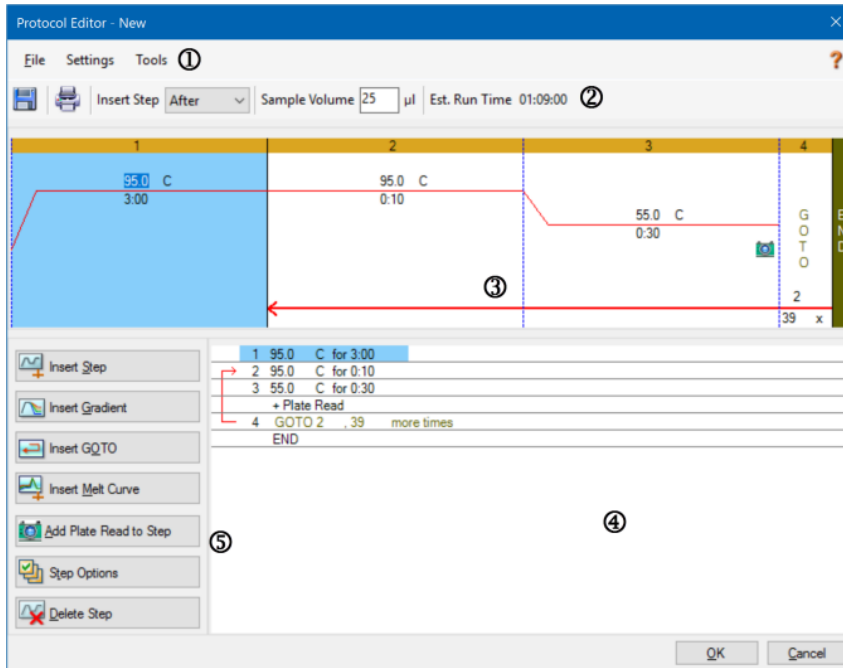 Protocol Editor - New
File Settings Tools ①
Insert Step After Sample Volume 25 µl Est. Run Time 01:09:00 ②
1 2 3 4
95.0 C 95.0 C
3:00 0:10
55.0 C
0:30
GOTO
END
③
2
39 x
Insert Step
Insert Gradient
Insert GOTO
Insert Melt Curve
Add Plate Read to Step
Step Options
Delete Step
⑤
1 95.0 C for 3:00
2 95.0 C for 0:10
3 55.0 C for 0:30
+ Plate Read
4 GOTO 2 , 39 more times
END
④
OK Cancel